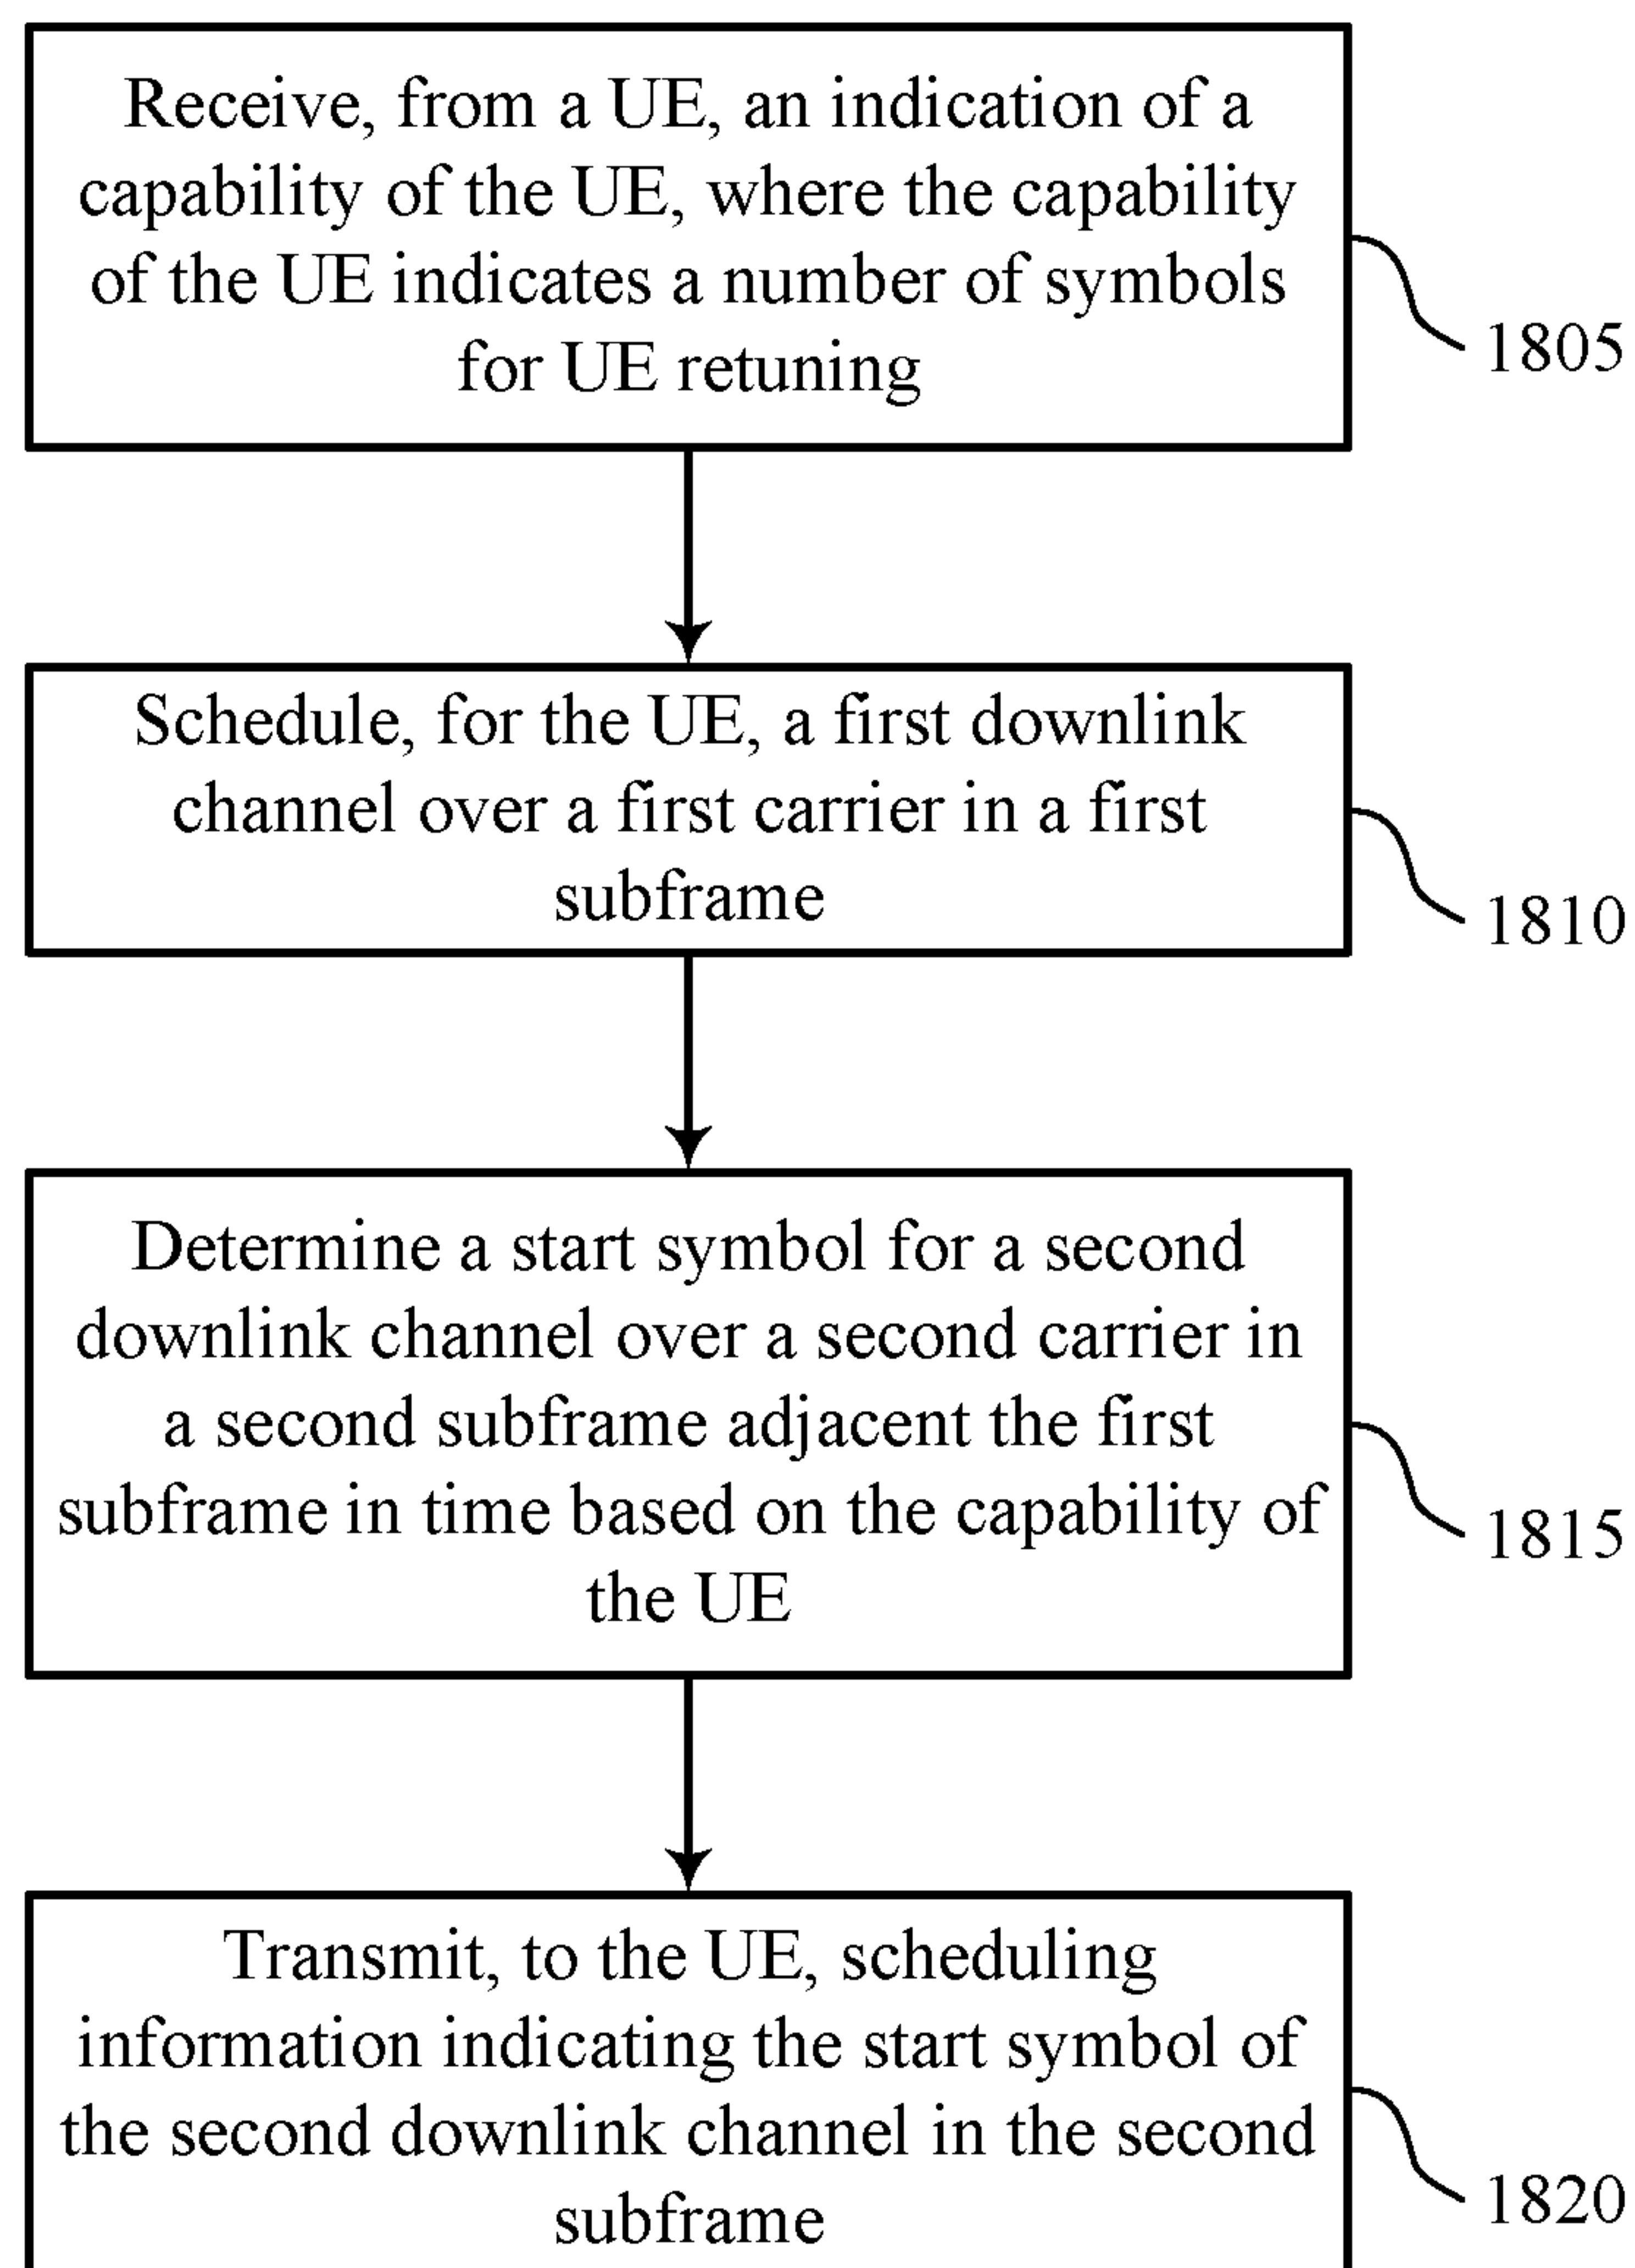 Receive, from a UE, an indication of a
capability of the UE, where the capability
of the UE indicates a number of symbols
for UE retuning
1805
Schedule, for the UE, a first downlink
channel over a first carrier in a first
subframe
1810
Determine a start symbol for a second
downlink channel over a second carrier in
a second subframe adjacent the first
subframe in time based on the capability of
the UE
1815
Transmit, to the UE, scheduling
information indicating the start symbol of
the second downlink channel in the second
subframe
1820